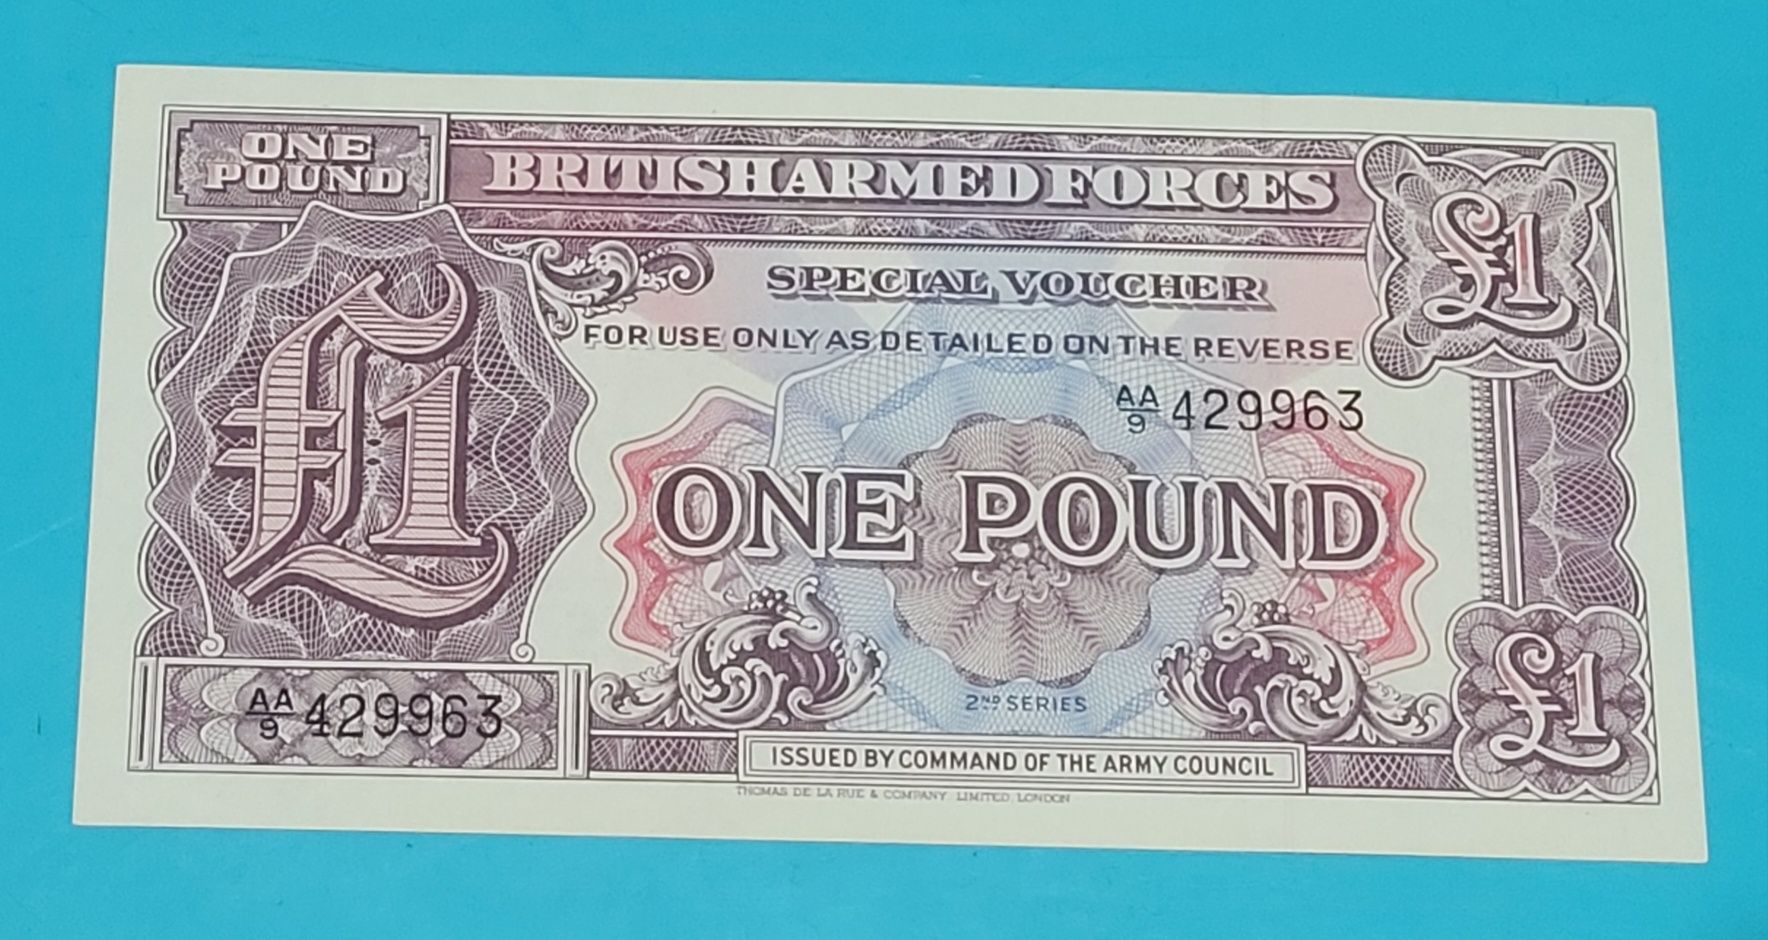 ONE
POUND
BRITISH ARMED FORCES
£1
SPECIAL VOUCHER
FOR USE ONLY AS DETAILED ON THE REVERSE
AA/9 429963
£1
ONE POUND
2ND SERIES
£1
AA/9 429963
ISSUED BY COMMAND OF THE ARMY COUNCIL
THOMAS DE LA RUE & COMPANY, LIMITED, LONDON